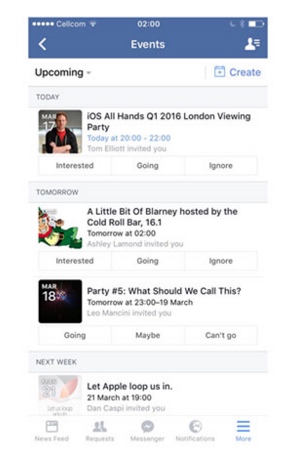 Cellcom 02:00
Events
Upcoming Create
TODAY
MAR
17
iOS All Hands Q1 2016 London Viewing
Party
Today at 20:00 - 22:00
Tom Elliott invited you
Interested Going Ignore
TOMORROW
A Little Bit Of Blarney hosted by the
Cold Roll Bar, 16.1
Tomorrow at 02:00
Ashley Lamond invited you
Interested Going Ignore
MAR
18
Party #5: What Should We Call This?
Tomorrow at 23:00–19 March
Leo Mancini invited you
Going Maybe Can't go
NEXT WEEK
Let us loop
Let Apple loop us in.
21 March at 19:00
Dan Caspi invited you
News Feed Requests Messenger Notifications More